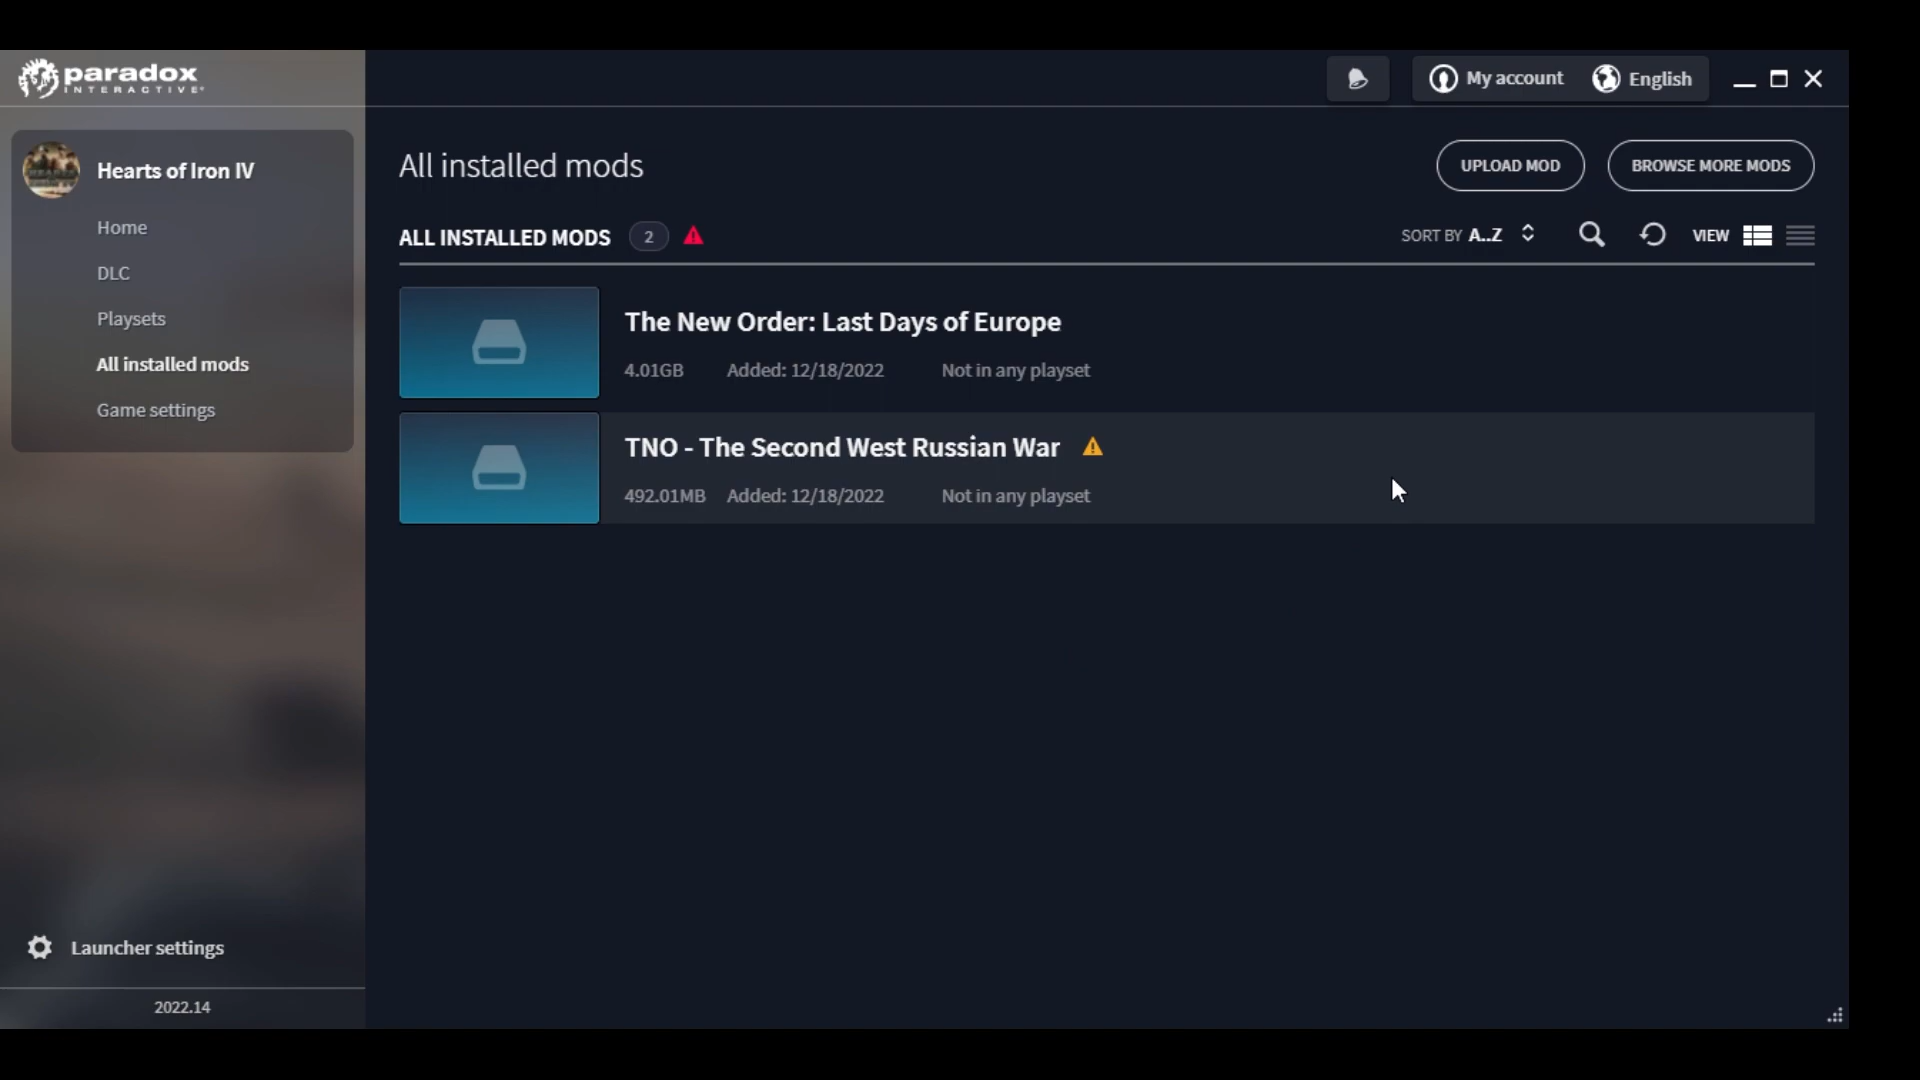 paradox
INTERACTIVE
My account
English
Hearts of Iron IV
Home
DLC
Playsets
All installed mods
Game settings
All installed mods
UPLOAD MOD
BROWSE MORE MODS
ALL INSTALLED MODS 2
SORT BY A..Z
VIEW
The New Order: Last Days of Europe
4.01GB Added: 12/18/2022 Not in any playset
TNO - The Second West Russian War
492.01MB Added: 12/18/2022 Not in any playset
Launcher settings
2022.14